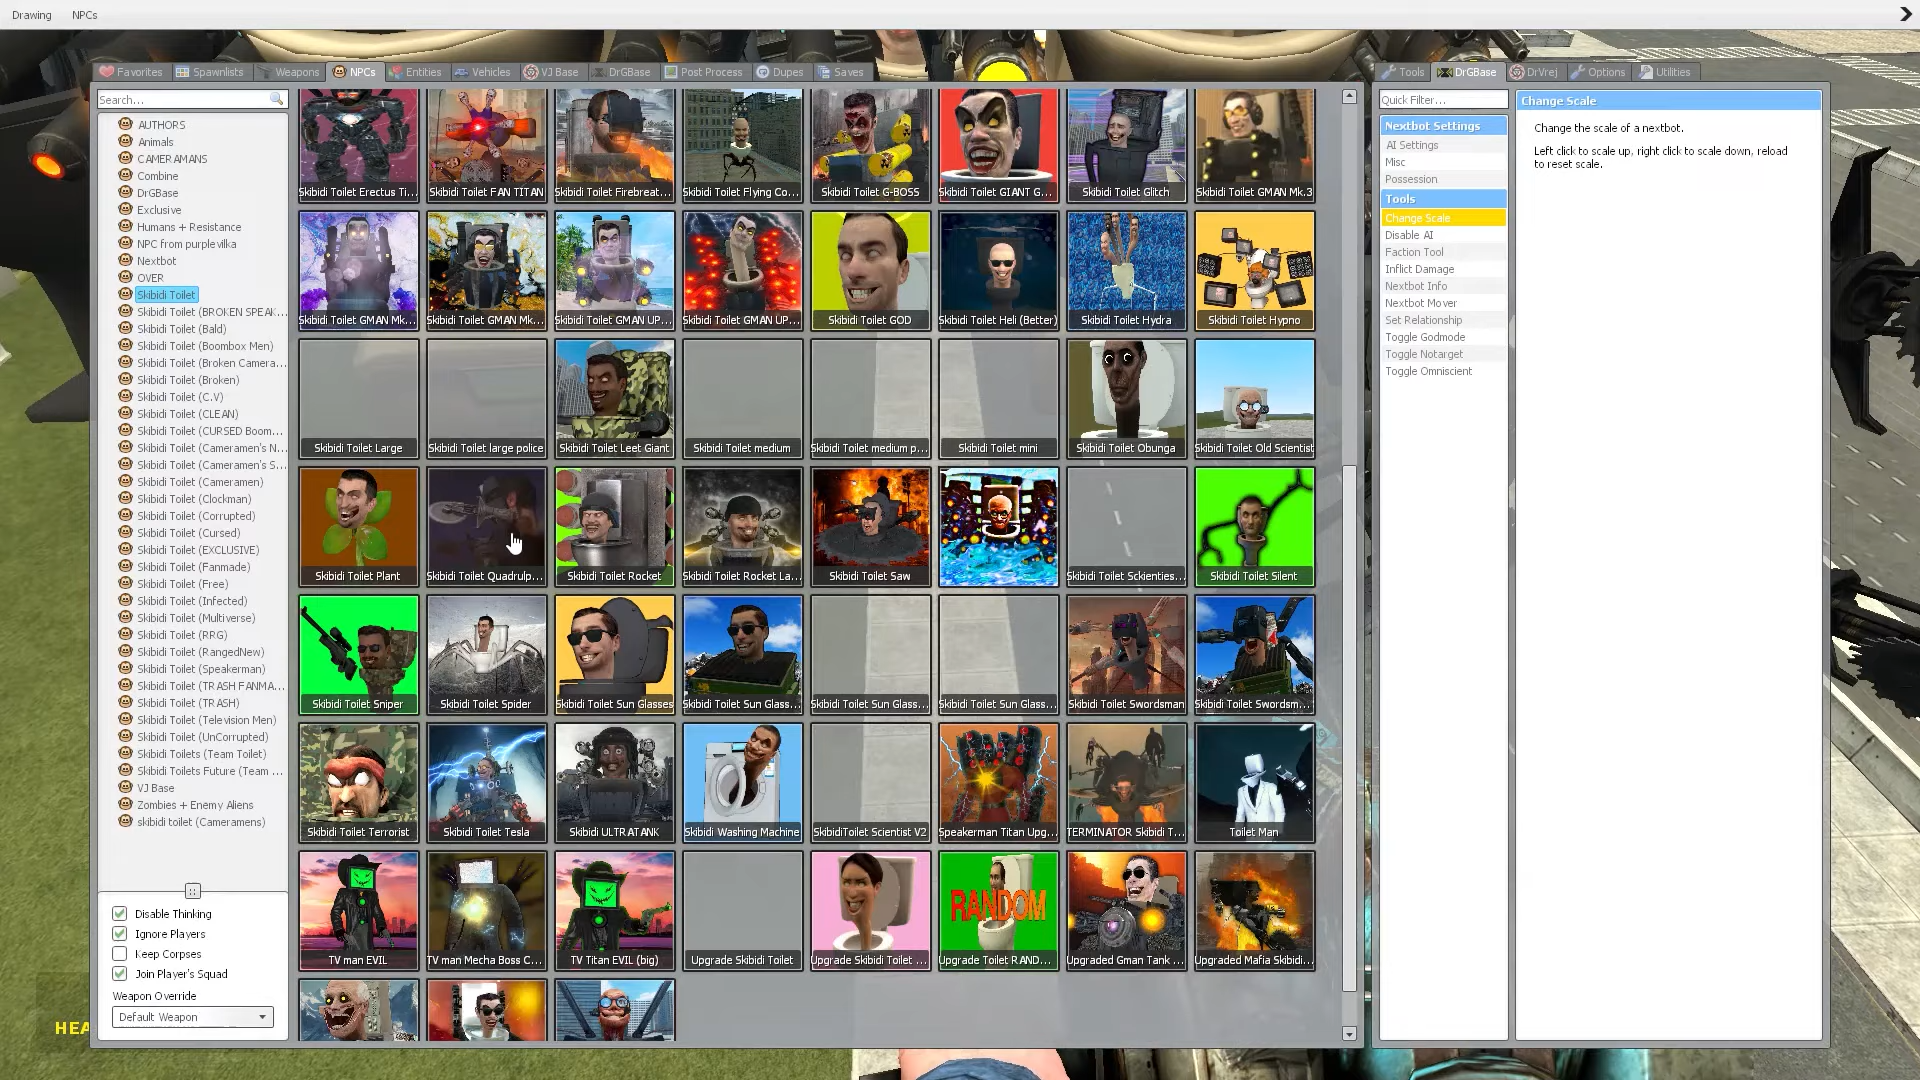 Drawing NPCs
Favorites Spawnlists Weapons NPCs Entities Vehicles VJ Base DrGBase Post Process Dupes Saves
Tools DrGBase DrVrej Options Utilities
Search...
AUTHORS
Animals
CAMERAMANS
Combine
DrGBase
Exclusive
Humans + Resistance
NPC from purplevilka
Nextbot
OVER
Skibidi Toilet
Skibidi Toilet (BROKEN SPEAK...
Skibidi Toilet (Bald)
Skibidi Toilet (Boombox Men)
Skibidi Toilet (Broken Camera...
Skibidi Toilet (Broken)
Skibidi Toilet (C.V)
Skibidi Toilet (CLEAN)
Skibidi Toilet (CURSED Boom...
Skibidi Toilet (Cameramen's N...
Skibidi Toilet (Cameramen's S...
Skibidi Toilet (Cameramen)
Skibidi Toilet (Clockman)
Skibidi Toilet (Corrupted)
Skibidi Toilet (Cursed)
Skibidi Toilet (EXCLUSIVE)
Skibidi Toilet (Fanmade)
Skibidi Toilet (Free)
Skibidi Toilet (Infected)
Skibidi Toilet (Multiverse)
Skibidi Toilet (RRG)
Skibidi Toilet (RangedNew)
Skibidi Toilet (Speakerman)
Skibidi Toilet (TRASH FANMA...
Skibidi Toilet (TRASH)
Skibidi Toilet (Television Men)
Skibidi Toilet (UnCorrupted)
Skibidi Toilets (Team Toilet)
Skibidi Toilets Future (Team ...
VJ Base
Zombies + Enemy Aliens
skibidi toilet (Cameramens)
Disable Thinking
Ignore Players
Keep Corpses
Join Player's Squad
Weapon Override
Default Weapon
HEA
Skibidi Toilet Erectus Ti... Skibidi Toilet FAN TITAN Skibidi Toilet Firebreat... Skibidi Toilet Flying Co... Skibidi Toilet G-BOSS Skibidi Toilet GIANT G... Skibidi Toilet Glitch Skibidi Toilet GMAN Mk.3
Skibidi Toilet GMAN Mk... Skibidi Toilet GMAN Mk... Skibidi Toilet GMAN UP... Skibidi Toilet GMAN UP... Skibidi Toilet GOD Skibidi Toilet Heli (Better) Skibidi Toilet Hydra Skibidi Toilet Hypno
Skibidi Toilet Large Skibidi Toilet large police Skibidi Toilet Leet Giant Skibidi Toilet medium Skibidi Toilet medium p... Skibidi Toilet mini Skibidi Toilet Obunga Skibidi Toilet Old Scientist
Skibidi Toilet Plant Skibidi Toilet Quadrulp... Skibidi Toilet Rocket Skibidi Toilet Rocket La... Skibidi Toilet Saw Skibidi Toilet Sckienties... Skibidi Toilet Silent
Skibidi Toilet Sniper Skibidi Toilet Spider Skibidi Toilet Sun Glasses Skibidi Toilet Sun Glass... Skibidi Toilet Sun Glass... Skibidi Toilet Sun Glass... Skibidi Toilet Swordsman Skibidi Toilet Swordsm...
Skibidi Toilet Terrorist Skibidi Toilet Tesla Skibidi ULTRATANK Skibidi Washing Machine SkibidiToilet Scientist V2 Speakerman Titan Upg... TERMINATOR Skibidi T... Toilet Man
RANDOM
TV man EVIL TV man Mecha Boss C... TV Titan EVIL (big) Upgrade Skibidi Toilet Upgrade Skibidi Toilet ... Upgrade Toilet RAND... Upgraded Gman Tank ... Upgraded Mafia Skibidi...
Quick Filter...
Nextbot Settings
AI Settings
Misc
Possession
Tools
Change Scale
Disable AI
Faction Tool
Inflict Damage
Nextbot Info
Nextbot Mover
Set Relationship
Toggle Godmode
Toggle Notarget
Toggle Omniscient
Change Scale
Change the scale of a nextbot.
Left click to scale up, right click to scale down, reload
to reset scale.